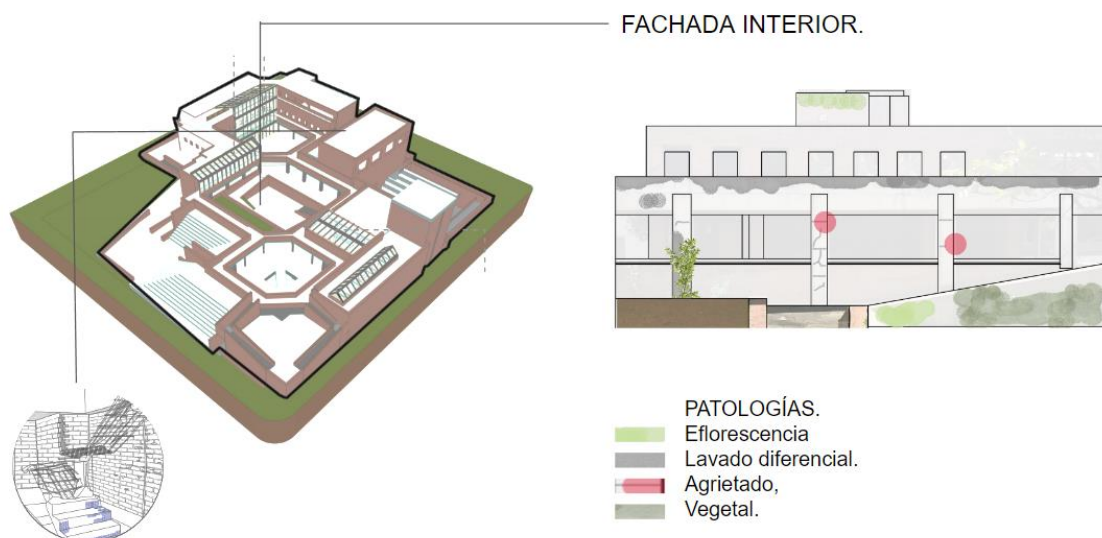 FACHADA INTERIOR.
PATOLOGÍAS.
Eflorescencia
Lavado diferencial.
Agrietado,
Vegetal.